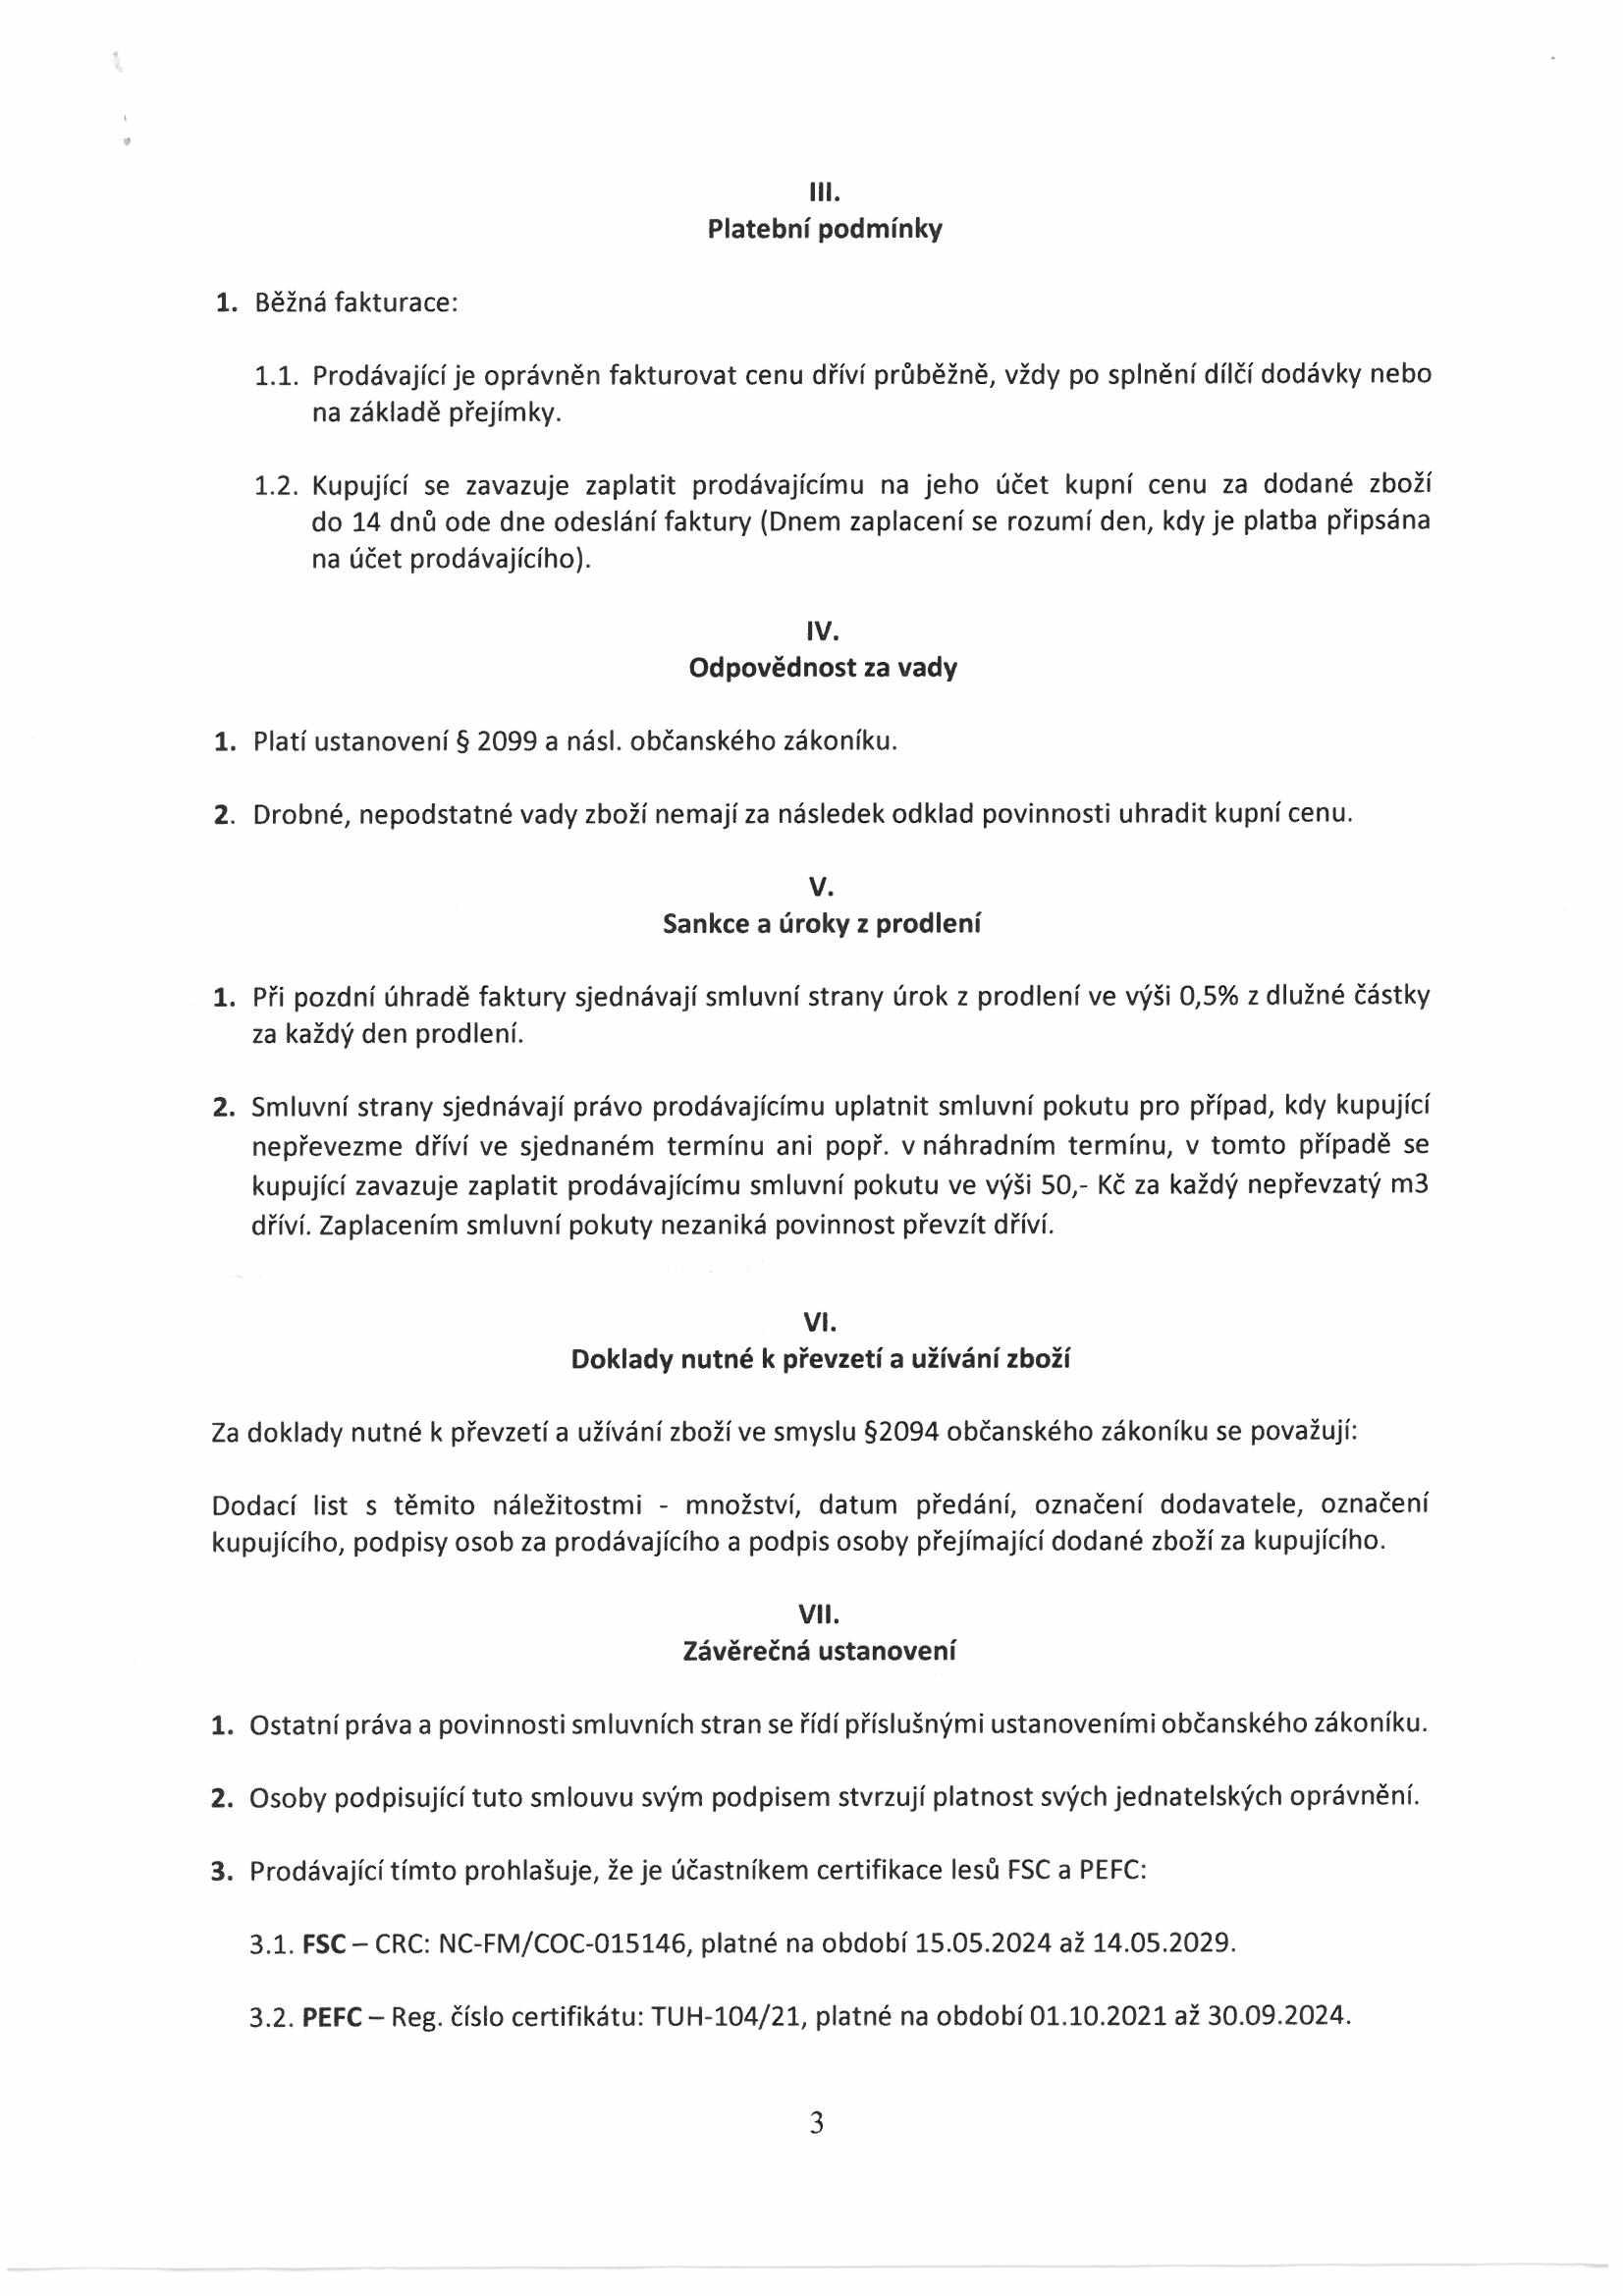 III.
Platební podmínky
1. Běžná fakturace:
1.1. Prodávající je oprávněn fakturovat cenu dříví průběžně, vždy po splnění dílčí dodávky nebo
na základě přejímky.
1.2. Kupující se zavazuje zaplatit prodávajícímu na jeho účet kupní cenu za dodané zboží
do 14 dnů ode dne odeslání faktury (Dnem zaplacení se rozumí den, kdy je platba připsána
na účet prodávajícího).
IV.
Odpovědnost za vady
1. Platí ustanovení § 2099 a násl. občanského zákoníku.
2. Drobné, nepodstatné vady zboží nemají za následek odklad povinnosti uhradit kupní cenu.
V.
Sankce a úroky z prodlení
1. Při pozdní úhradě faktury sjednávají smluvní strany úrok z prodlení ve výši 0,5% z dlužné částky
za každý den prodlení.
2. Smluvní strany sjednávají právo prodávajícímu uplatnit smluvní pokutu pro případ, kdy kupující
nepřevezme dříví ve sjednaném termínu ani popř. v náhradním termínu, v tomto případě se
kupující zavazuje zaplatit prodávajícímu smluvní pokutu ve výši 50,- Kč za každý nepřevzatý m3
dříví. Zaplacením smluvní pokuty nezaniká povinnost převzít dříví.
VI.
Doklady nutné k převzetí a užívání zboží
Za doklady nutné k převzetí a užívání zboží ve smyslu §2094 občanského zákoníku se považují:
Dodací list s těmito náležitostmi - množství, datum předání, označení dodavatele, označení
kupujícího, podpisy osob za prodávajícího a podpis osoby přejímající dodané zboží za kupujícího.
VII.
Závěrečná ustanovení
1. Ostatní práva a povinnosti smluvních stran se řídí příslušnými ustanoveními občanského zákoníku.
2. Osoby podpisující tuto smlouvu svým podpisem stvrzují platnost svých jednatelských oprávnění.
3. Prodávající tímto prohlašuje, že je účastníkem certifikace lesů FSC a PEFC:
3.1. FSC – CRC: NC-FM/COC-015146, platné na období 15.05.2024 až 14.05.2029.
3.2. PEFC – Reg. číslo certifikátu: TUH-104/21, platné na období 01.10.2021 až 30.09.2024.
3